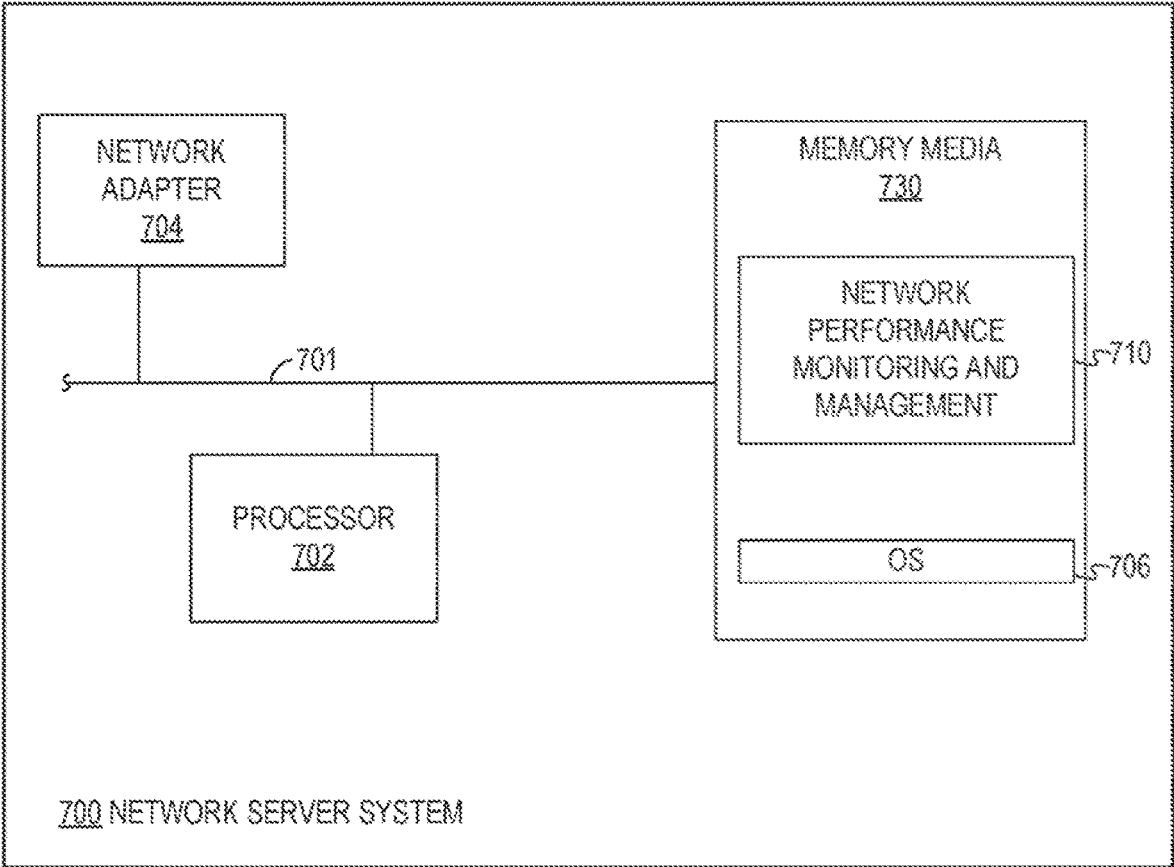 NETWORK
ADAPTER
704
MEMORY MEDIA
730
NETWORK
PERFORMANCE
MONITORING AND
MANAGEMENT
710
701
PROCESSOR
702
OS
706
700 NETWORK SERVER SYSTEM